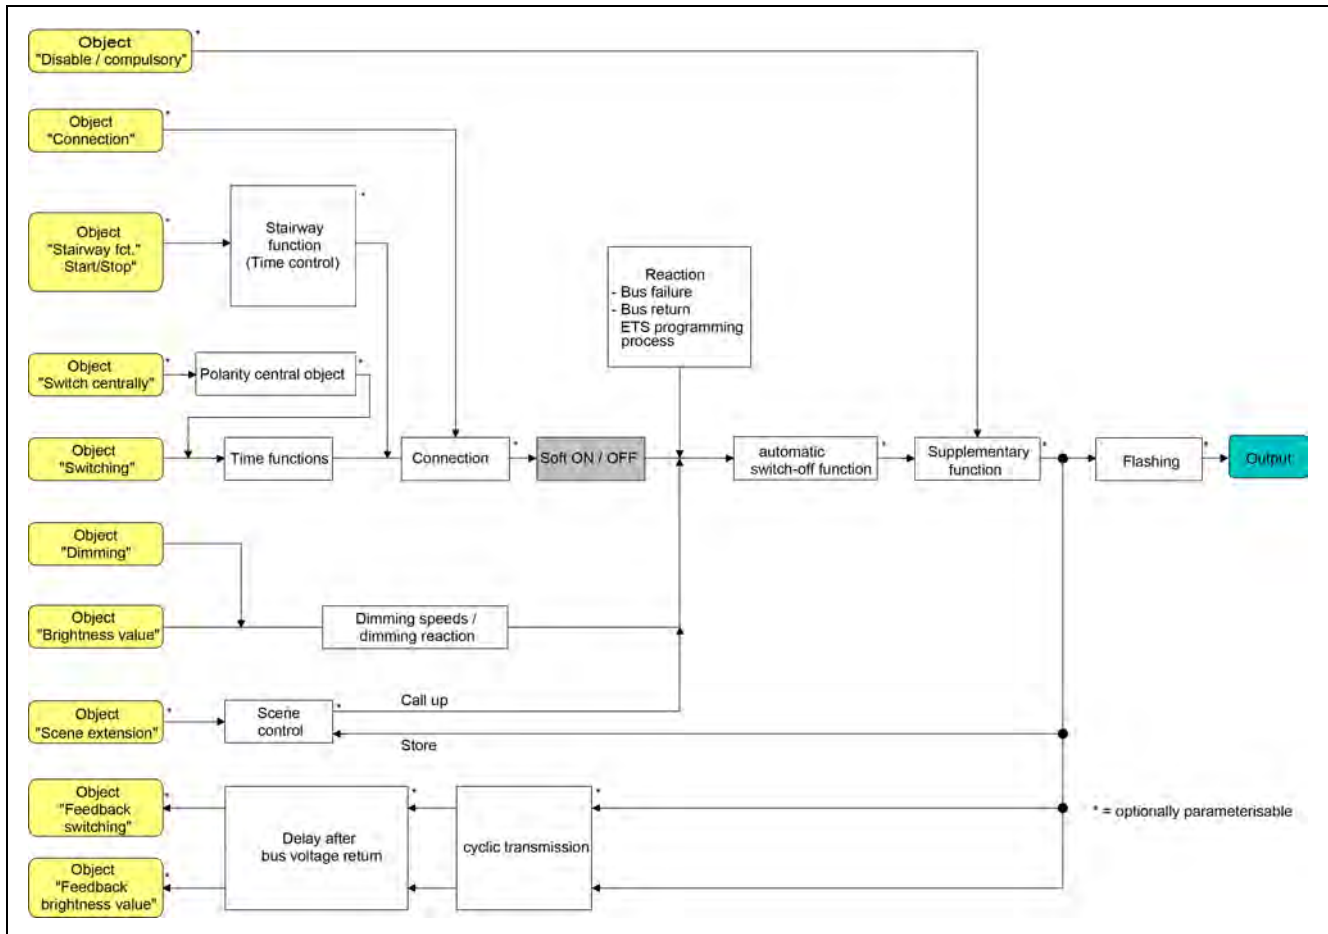 Object
"Disable / compulsory"
*
Object
"Connection"
*
Object
"Stairway fct."
Start/Stop"
*
Stairway
function
(Time control)
*
Reaction
- Bus failure
- Bus return
ETS programming
process
Object
"Switch centrally"
*
Polarity central object
*
Object
"Switching"
Time functions
Connection
*
Soft ON / OFF
automatic
switch-off function
*
Supplementary
function
*
Flashing
*
Output
Object
"Dimming"
Object
"Brightness value"
Dimming speeds /
dimming reaction
Object
"Scene extension"
*
Scene
control
*
Call up
Store
Object
"Feedback
switching"
*
Delay after
bus voltage return
*
cyclic transmission
*
* = optionally parameterisable
Object
"Feedback
brightness value"
*